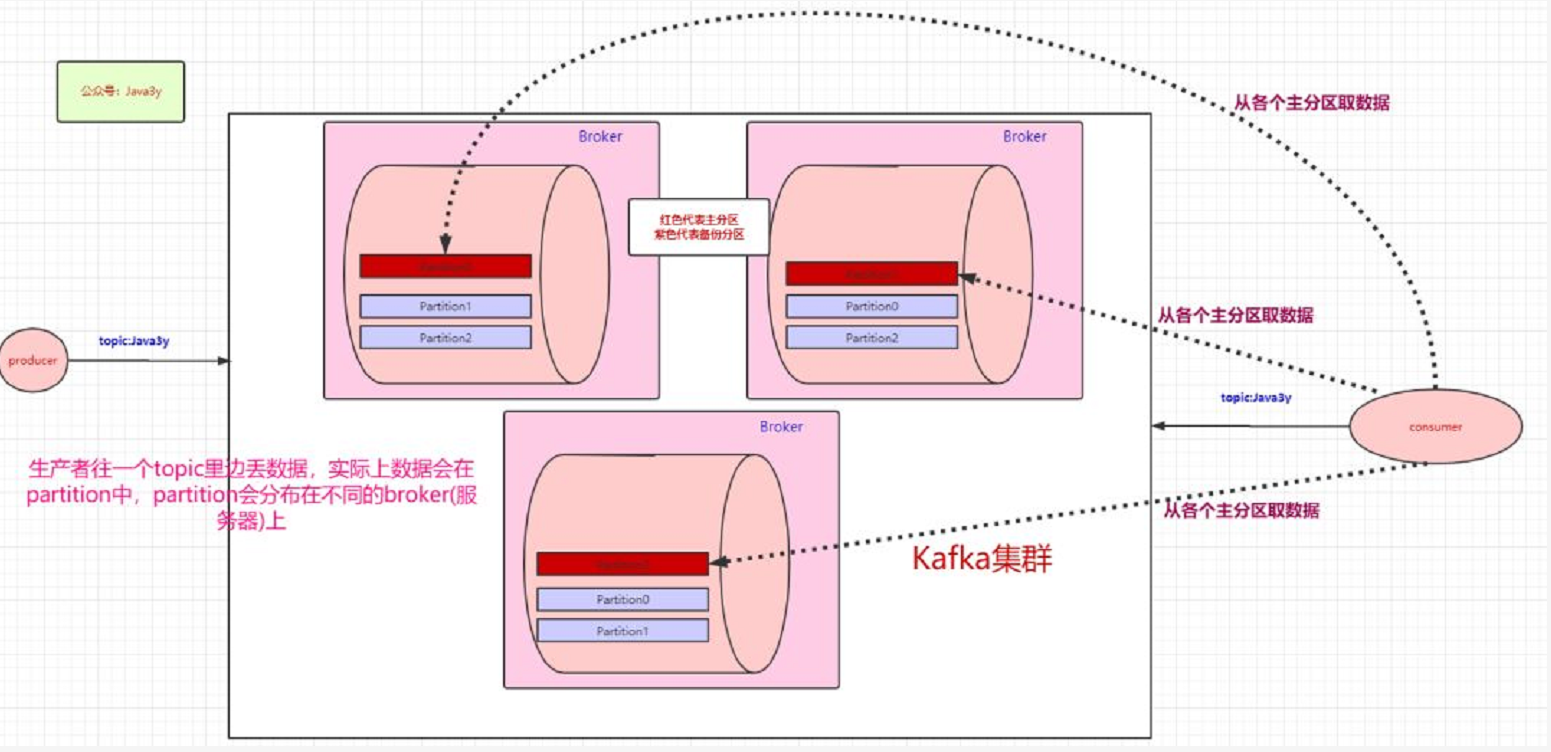 公众号：Java3y
从各个主分区取数据
Broker
Broker
红色代表主分区
紫色代表备份分区
Partition1
Partition2
Partition0
Partition2
从各个主分区取数据
producer
topic:Java3y
topic:Java3y
consumer
Broker
生产者往一个topic里边丢数据，实际上数据会在
partition中，partition会分布在不同的broker(服
务器)上
从各个主分区取数据
Kafka集群
Partition0
Partition1